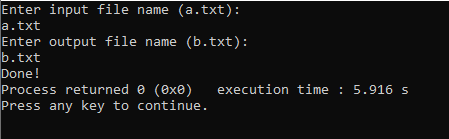 Enter input file name (a.txt):
a.txt
Enter output file name (b.txt):
b.txt
Done!
Process returned 0 (0x0)   execution time : 5.916 s
Press any key to continue.